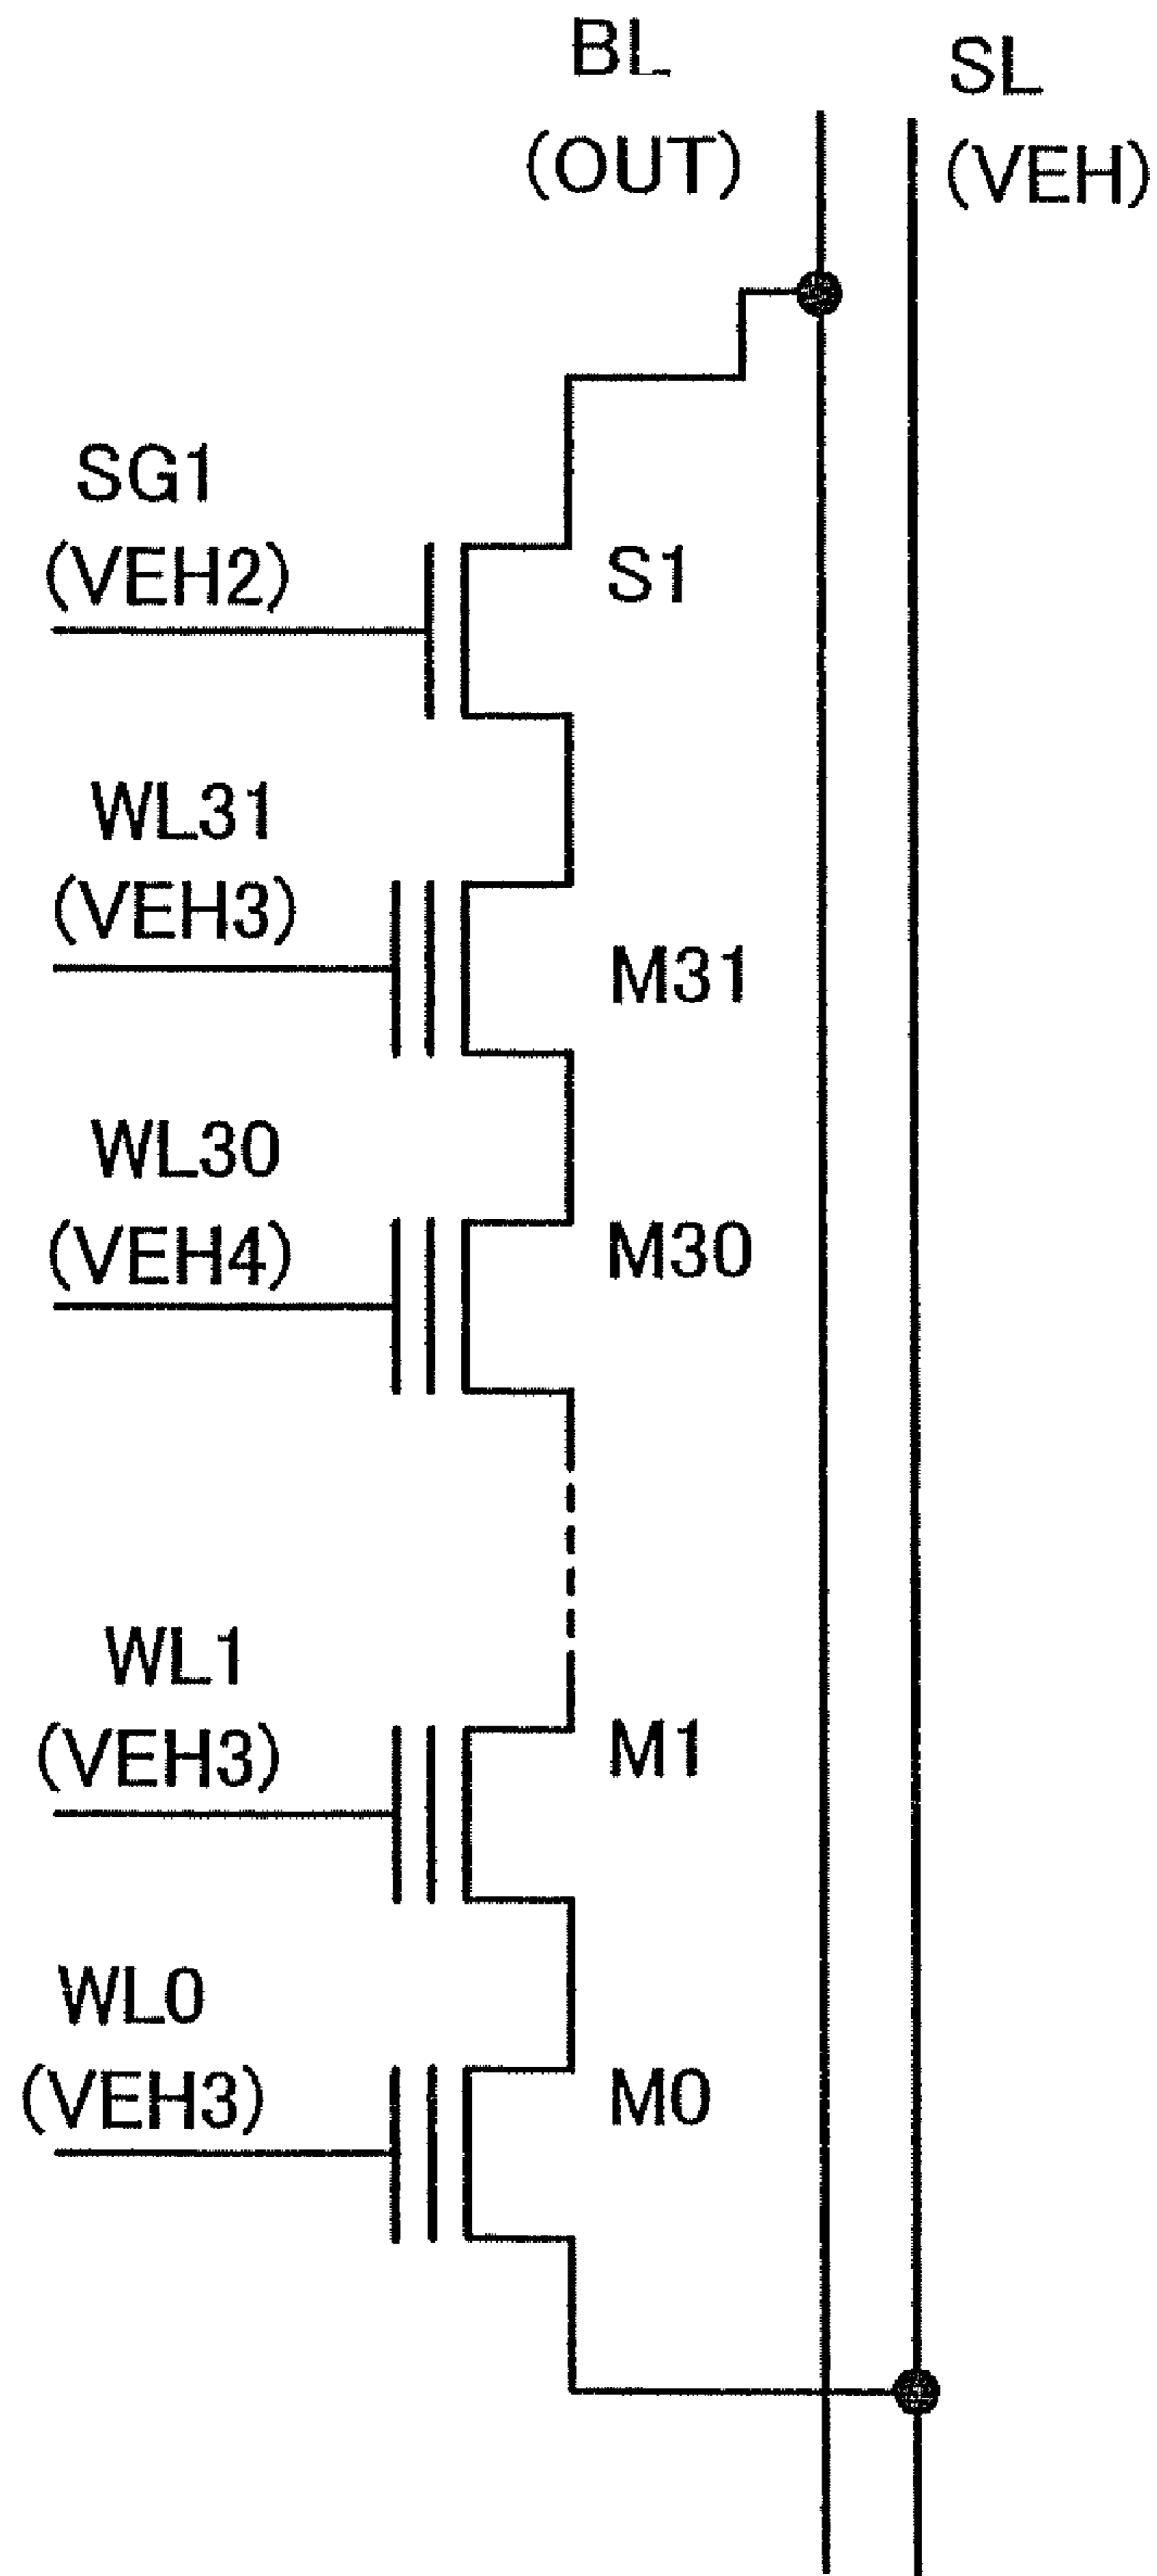 BL
(OUT)
SL
(VEH)
SG1
(VEH2)
S1
WL31
(VEH3)
M31
WL30
(VEH4)
M30
WL1
(VEH3)
M1
WL0
(VEH3)
M0